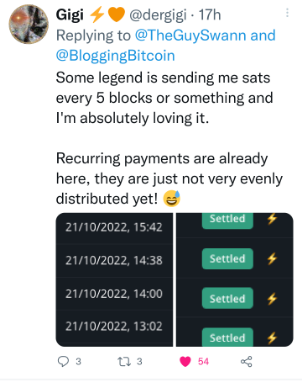 Gigi ⚡🧡 @dergigi · 17h
Replying to @TheGuySwann and
@BloggingBitcoin
Some legend is sending me sats
every 5 blocks or something and
I'm absolutely loving it.
Recurring payments are already
here, they are just not very evenly
distributed yet! 😅
Settled ⚡
21/10/2022, 15:42
21/10/2022, 14:38 Settled ⚡
21/10/2022, 14:00 Settled ⚡
21/10/2022, 13:02 Settled ⚡
3 3 54